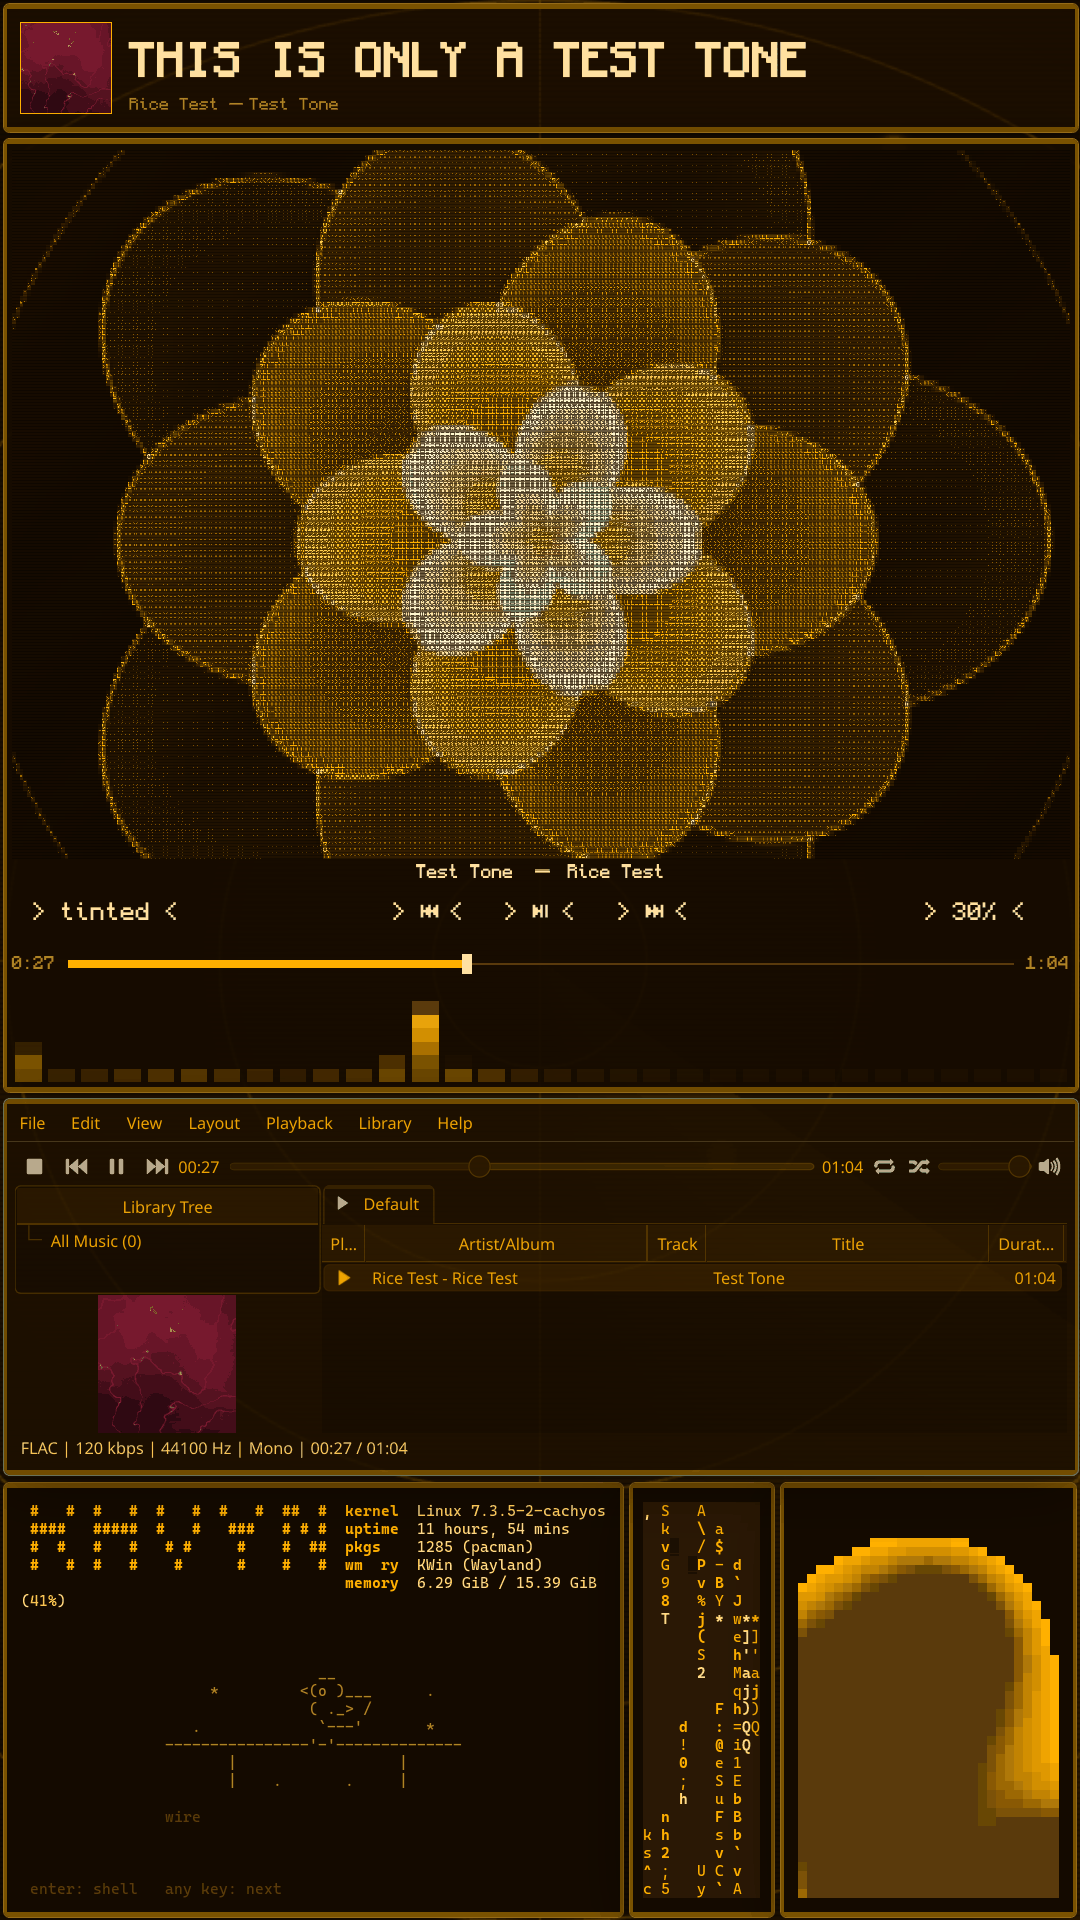 THIS IS ONLY A TEST TONE
Rice Test — Test Tone
Test Tone — Rice Test
> tinted <
> ⏮ < > ⏯ < > ⏭ <
> 30% <
0:27
1:04
File Edit View Layout Playback Library Help
00:27
01:04
Library Tree
All Music (0)
Default
Pl... Artist/Album Track Title Durat...
Rice Test - Rice Test Test Tone 01:04
FLAC | 120 kbps | 44100 Hz | Mono | 00:27 / 01:04
kernel Linux 7.3.5-2-cachyos
uptime 11 hours, 54 mins
pkgs 1285 (pacman)
wm ry KWin (Wayland)
memory 6.29 GiB / 15.39 GiB
(41%)
wire
enter: shell any key: next